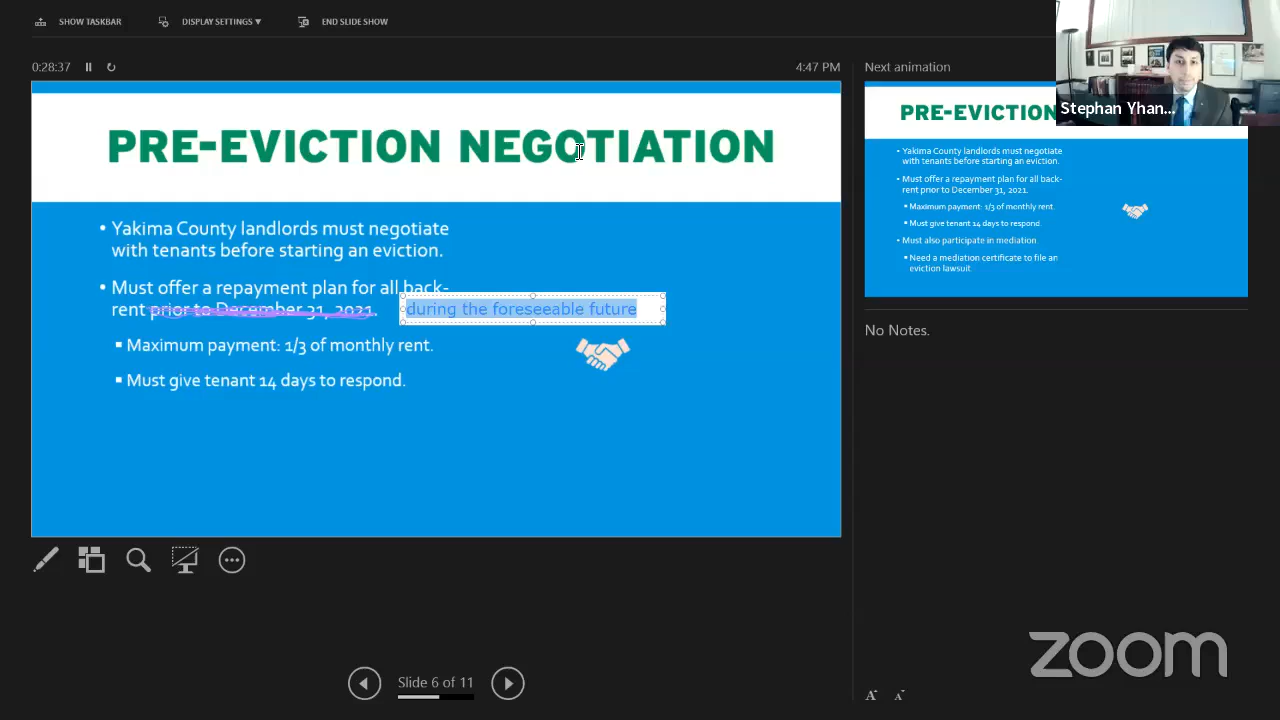 SHOW TASKBAR
DISPLAY SETTINGS ▼
END SLIDE SHOW
0:28:37
4:47 PM
PRE-EVICTION NEGOTIATION
• Yakima County landlords must negotiate
with tenants before starting an eviction.
• Must offer a repayment plan for all back-
rent prior to December 31, 2021.
during the foreseeable future
▪ Maximum payment: 1/3 of monthly rent.
▪ Must give tenant 14 days to respond.
Slide 6 of 11
Next animation
Stephan Yhan...
PRE-EVICTION
• Yakima County landlords must negotiate
with tenants before starting an eviction.
• Must offer a repayment plan for all back-
rent prior to December 31, 2021.
▪ Maximum payment: 1/3 of monthly rent.
▪ Must give tenant 14 days to respond.
• Must also participate in mediation
▪ Need a mediation certificate to file an
eviction lawsuit
No Notes.
zoom
A A